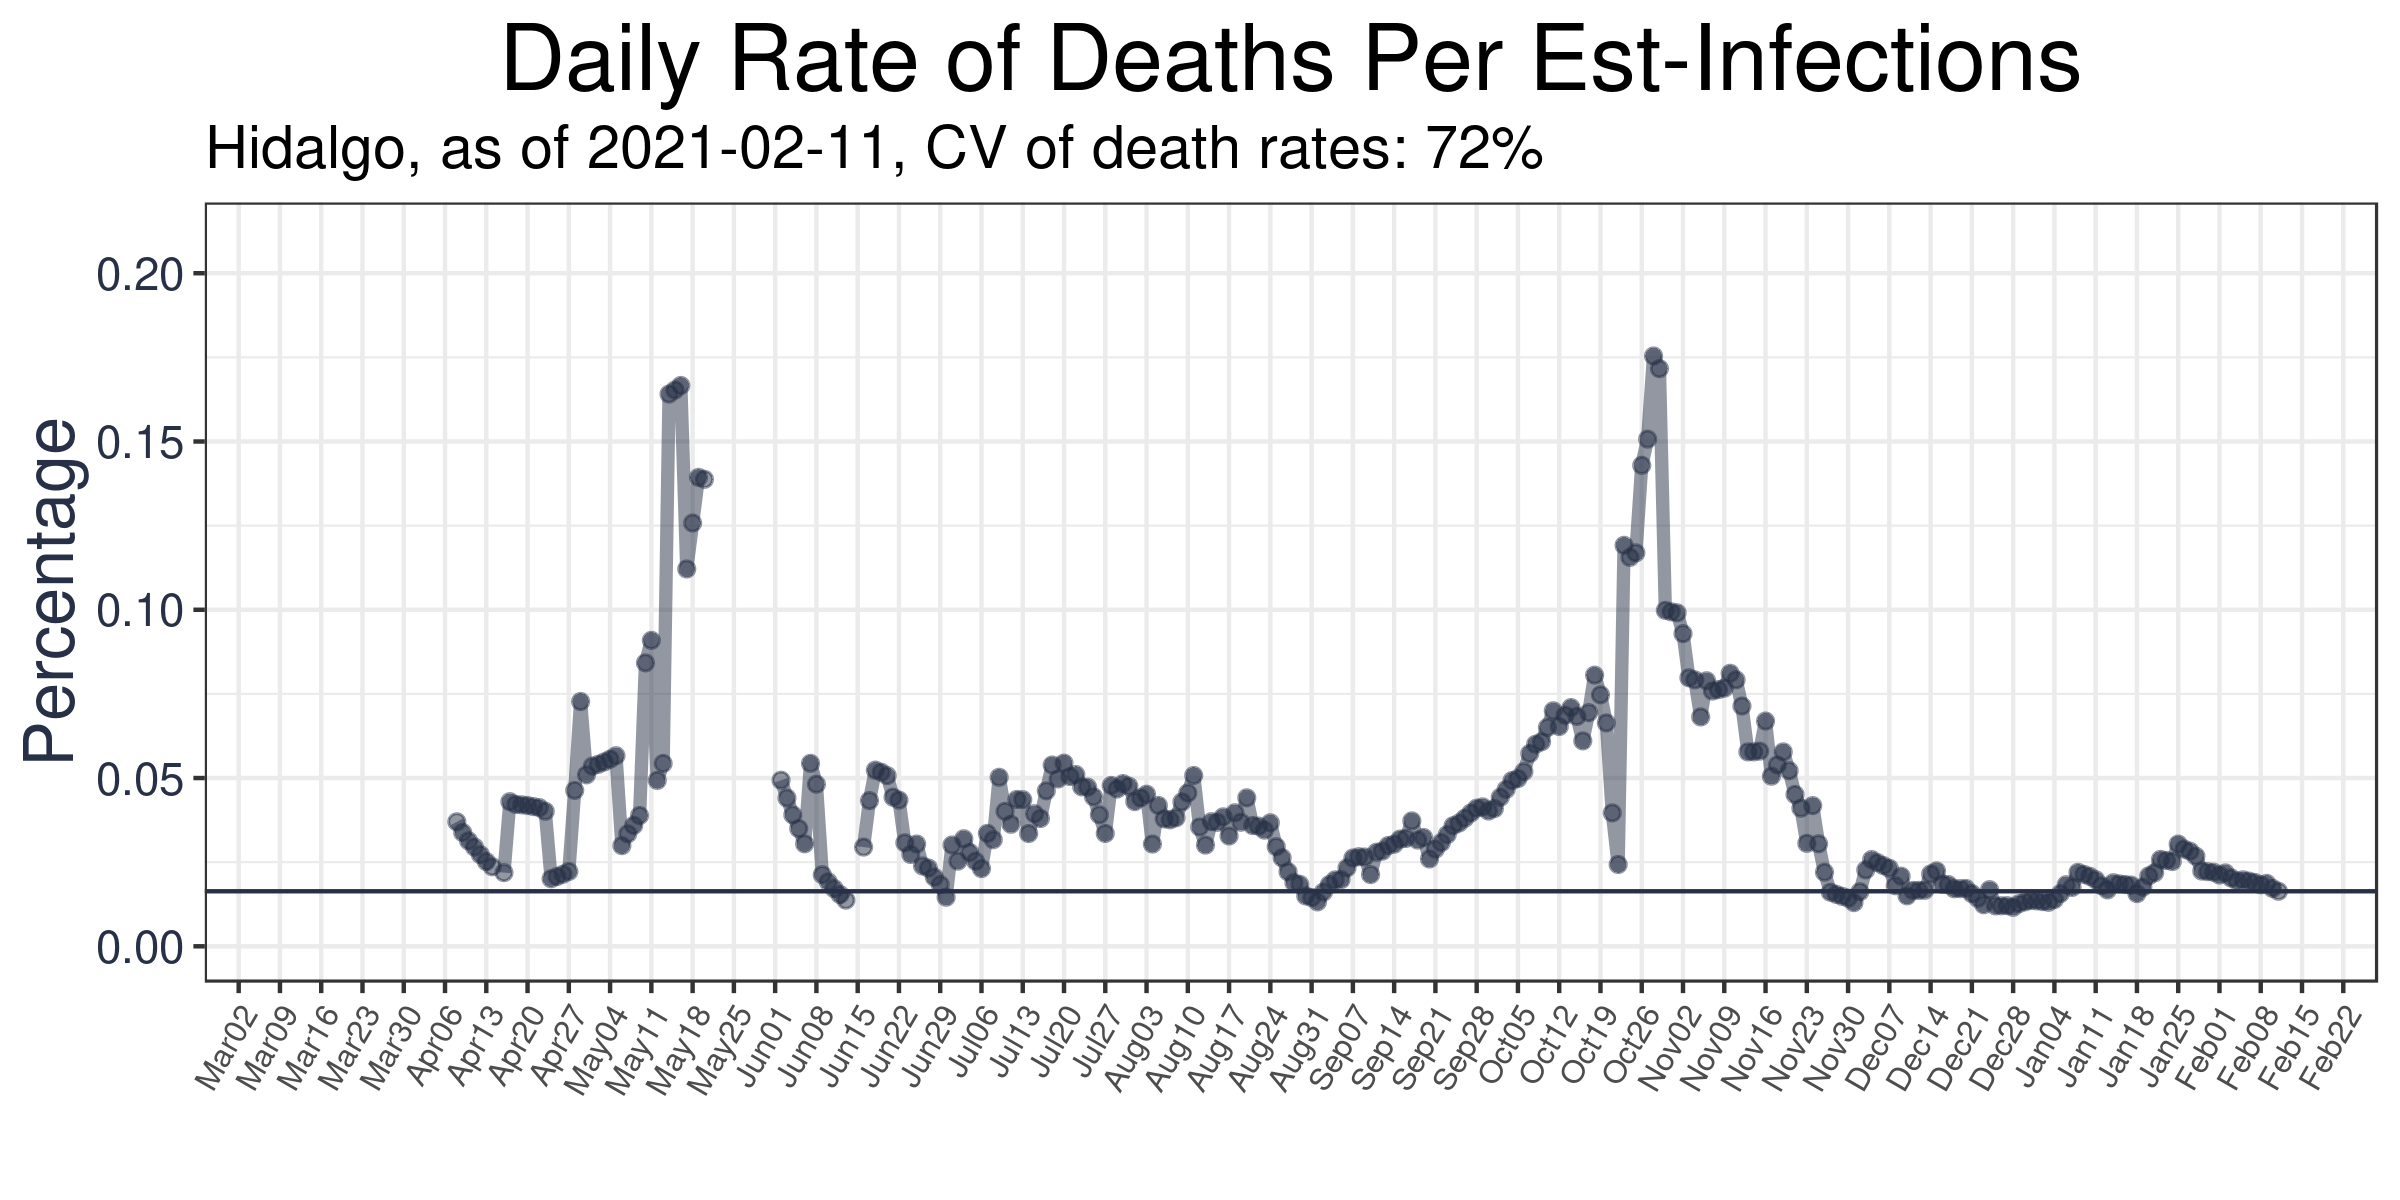 Daily Rate of Deaths Per Est-Infections
Hidalgo, as of 2021-02-11, CV of death rates: 72%
Percentage
0.20
0.15
0.10
0.05
0.00
Mar02 Mar09 Mar16 Mar23 Mar30 Apr06 Apr13 Apr20 Apr27 May04 May11 May18 May25 Jun01 Jun08 Jun15 Jun22 Jun29 Jul06 Jul13 Jul20 Jul27 Aug03 Aug10 Aug17 Aug24 Aug31 Sep07 Sep14 Sep21 Sep28 Oct05 Oct12 Oct19 Oct26 Nov02 Nov09 Nov16 Nov23 Nov30 Dec07 Dec14 Dec21 Dec28 Jan04 Jan11 Jan18 Jan25 Feb01 Feb08 Feb15 Feb22